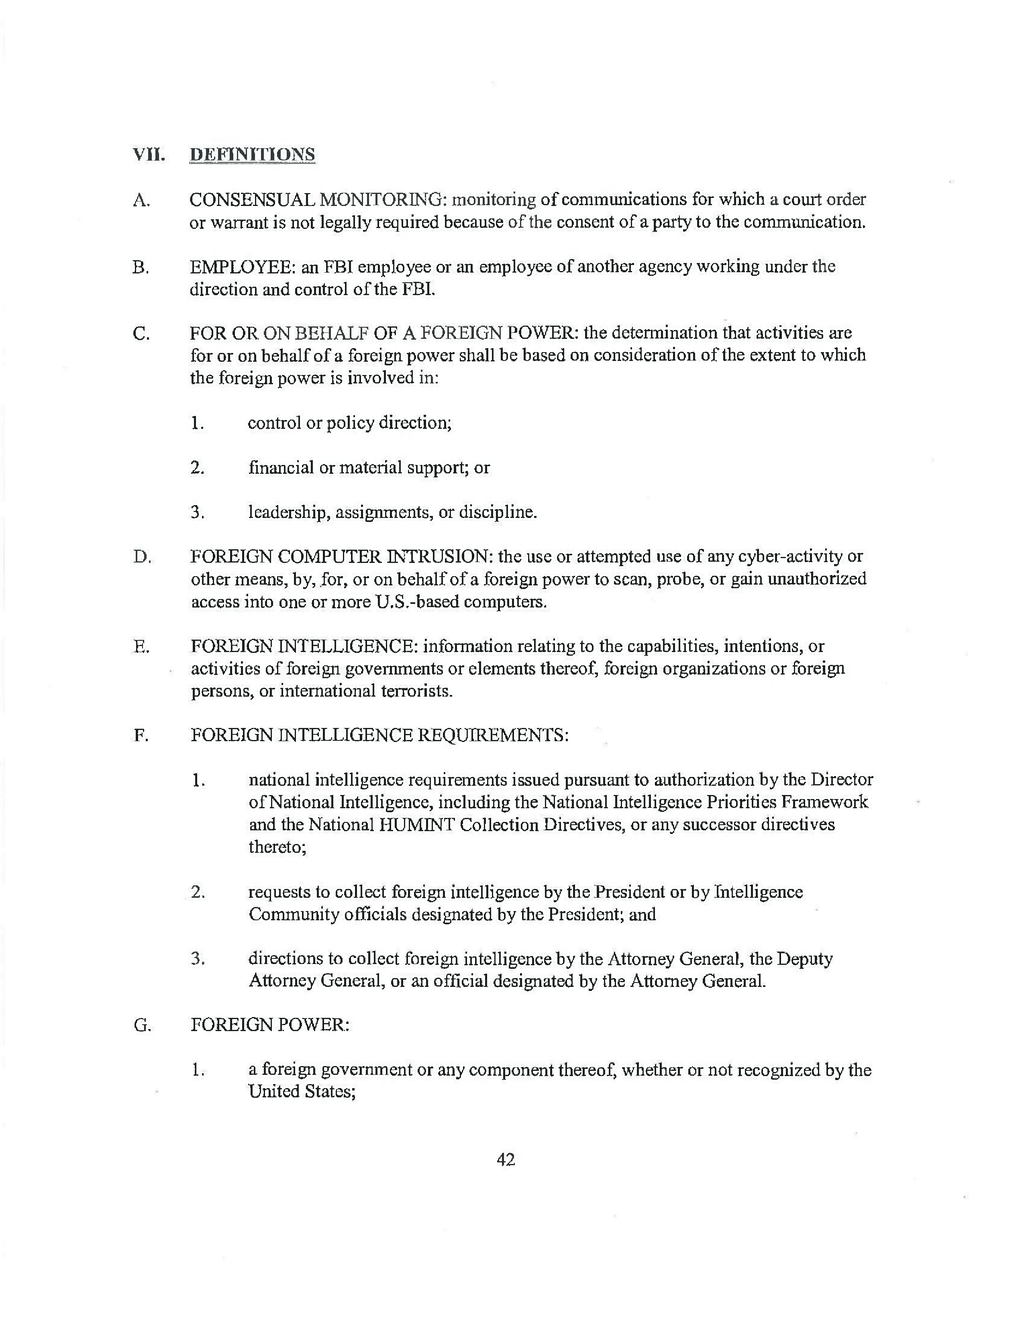 VII. DEFINITIONS
A. CONSENSUAL MONITORING: monitoring of communications for which a court order
or warrant is not legally required because of the consent of a party to the communication.
B. EMPLOYEE: an FBI employee or an employee of another agency working under the
direction and control of the FBI.
C. FOR OR ON BEHALF OF A FOREIGN POWER: the determination that activities are
for or on behalf of a foreign power shall be based on consideration of the extent to which
the foreign power is involved in:
1. control or policy direction;
2. financial or material support; or
3. leadership, assignments, or discipline.
D. FOREIGN COMPUTER INTRUSION: the use or attempted use of any cyber-activity or
other means, by, for, or on behalf of a foreign power to scan, probe, or gain unauthorized
access into one or more U.S.-based computers.
E. FOREIGN INTELLIGENCE: information relating to the capabilities, intentions, or
activities of foreign governments or elements thereof, foreign organizations or foreign
persons, or international terrorists.
F. FOREIGN INTELLIGENCE REQUIREMENTS:
1. national intelligence requirements issued pursuant to authorization by the Director
of National Intelligence, including the National Intelligence Priorities Framework
and the National HUMINT Collection Directives, or any successor directives
thereto;
2. requests to collect foreign intelligence by the President or by Intelligence
Community officials designated by the President; and
3. directions to collect foreign intelligence by the Attorney General, the Deputy
Attorney General, or an official designated by the Attorney General.
G. FOREIGN POWER:
1. a foreign government or any component thereof, whether or not recognized by the
United States;
42